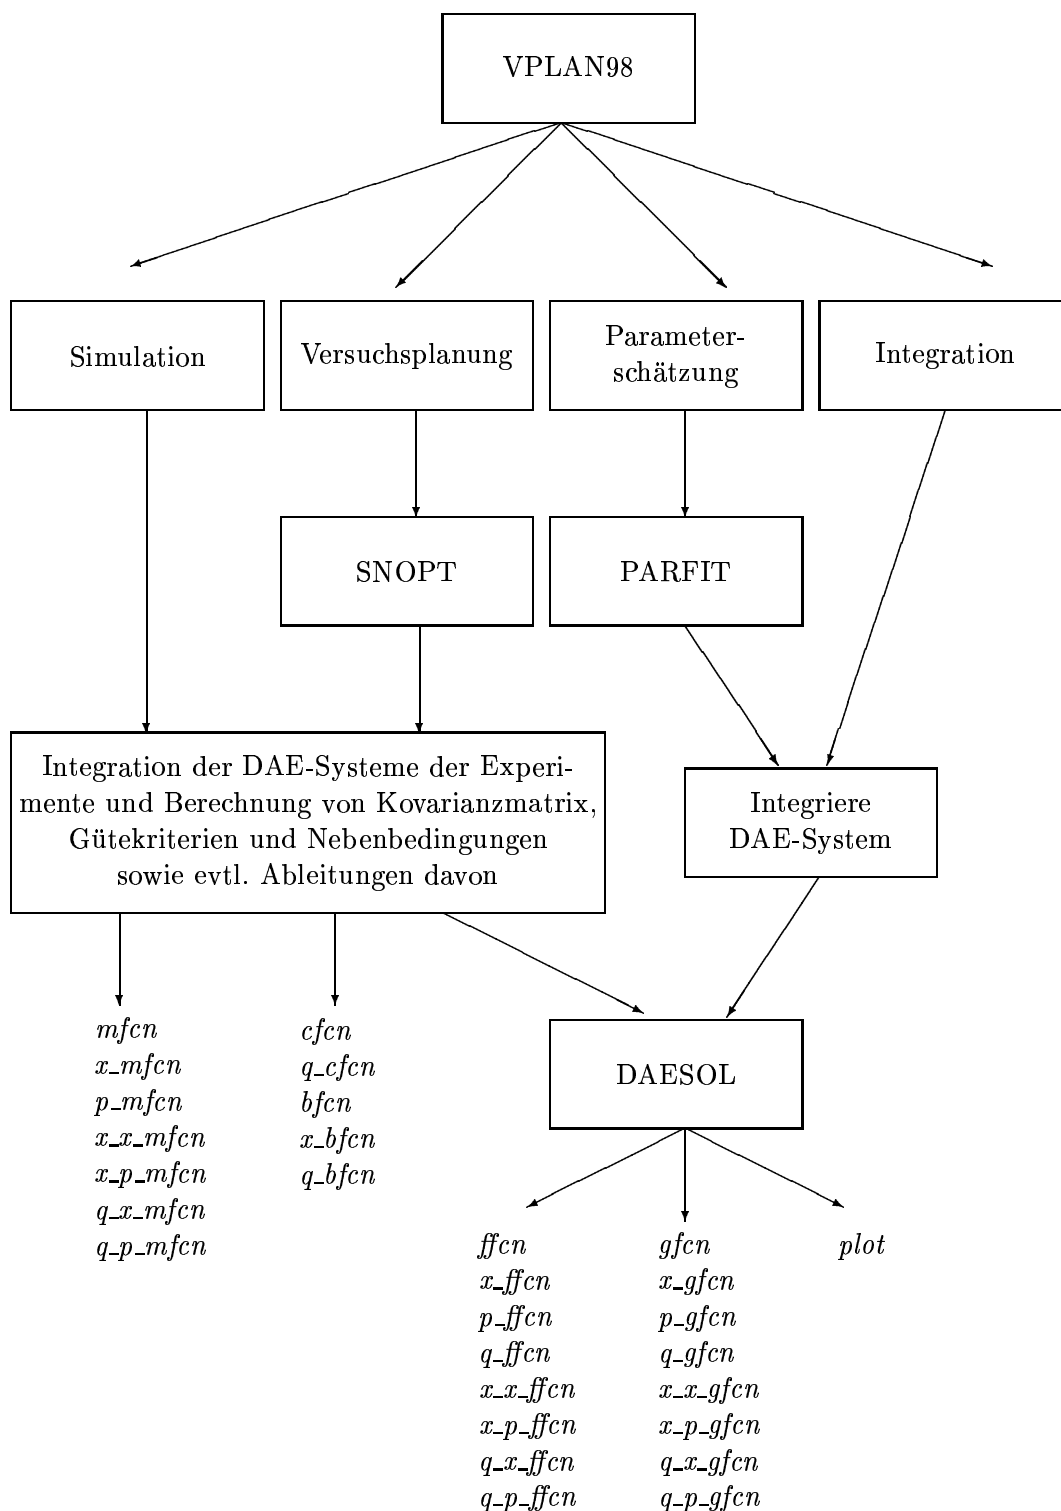 VPLAN98
Simulation
Versuchsplanung
Parameter-
schätzung
Integration
SNOPT
PARFIT
Integration der DAE-Systeme der Experi-
mente und Berechnung von Kovarianzmatrix,
Gütekriterien und Nebenbedingungen
sowie evtl. Ableitungen davon
Integriere
DAE-System
mfcn
x_mfcn
p_mfcn
x_x_mfcn
x_p_mfcn
q_x_mfcn
q_p_mfcn
cfcn
q_cfcn
bfcn
x_bfcn
q_bfcn
DAESOL
ffcn
x_ffcn
p_ffcn
q_ffcn
x_x_ffcn
x_p_ffcn
q_x_ffcn
q_p_ffcn
gfcn
x_gfcn
p_gfcn
q_gfcn
x_x_gfcn
x_p_gfcn
q_x_gfcn
q_p_gfcn
plot